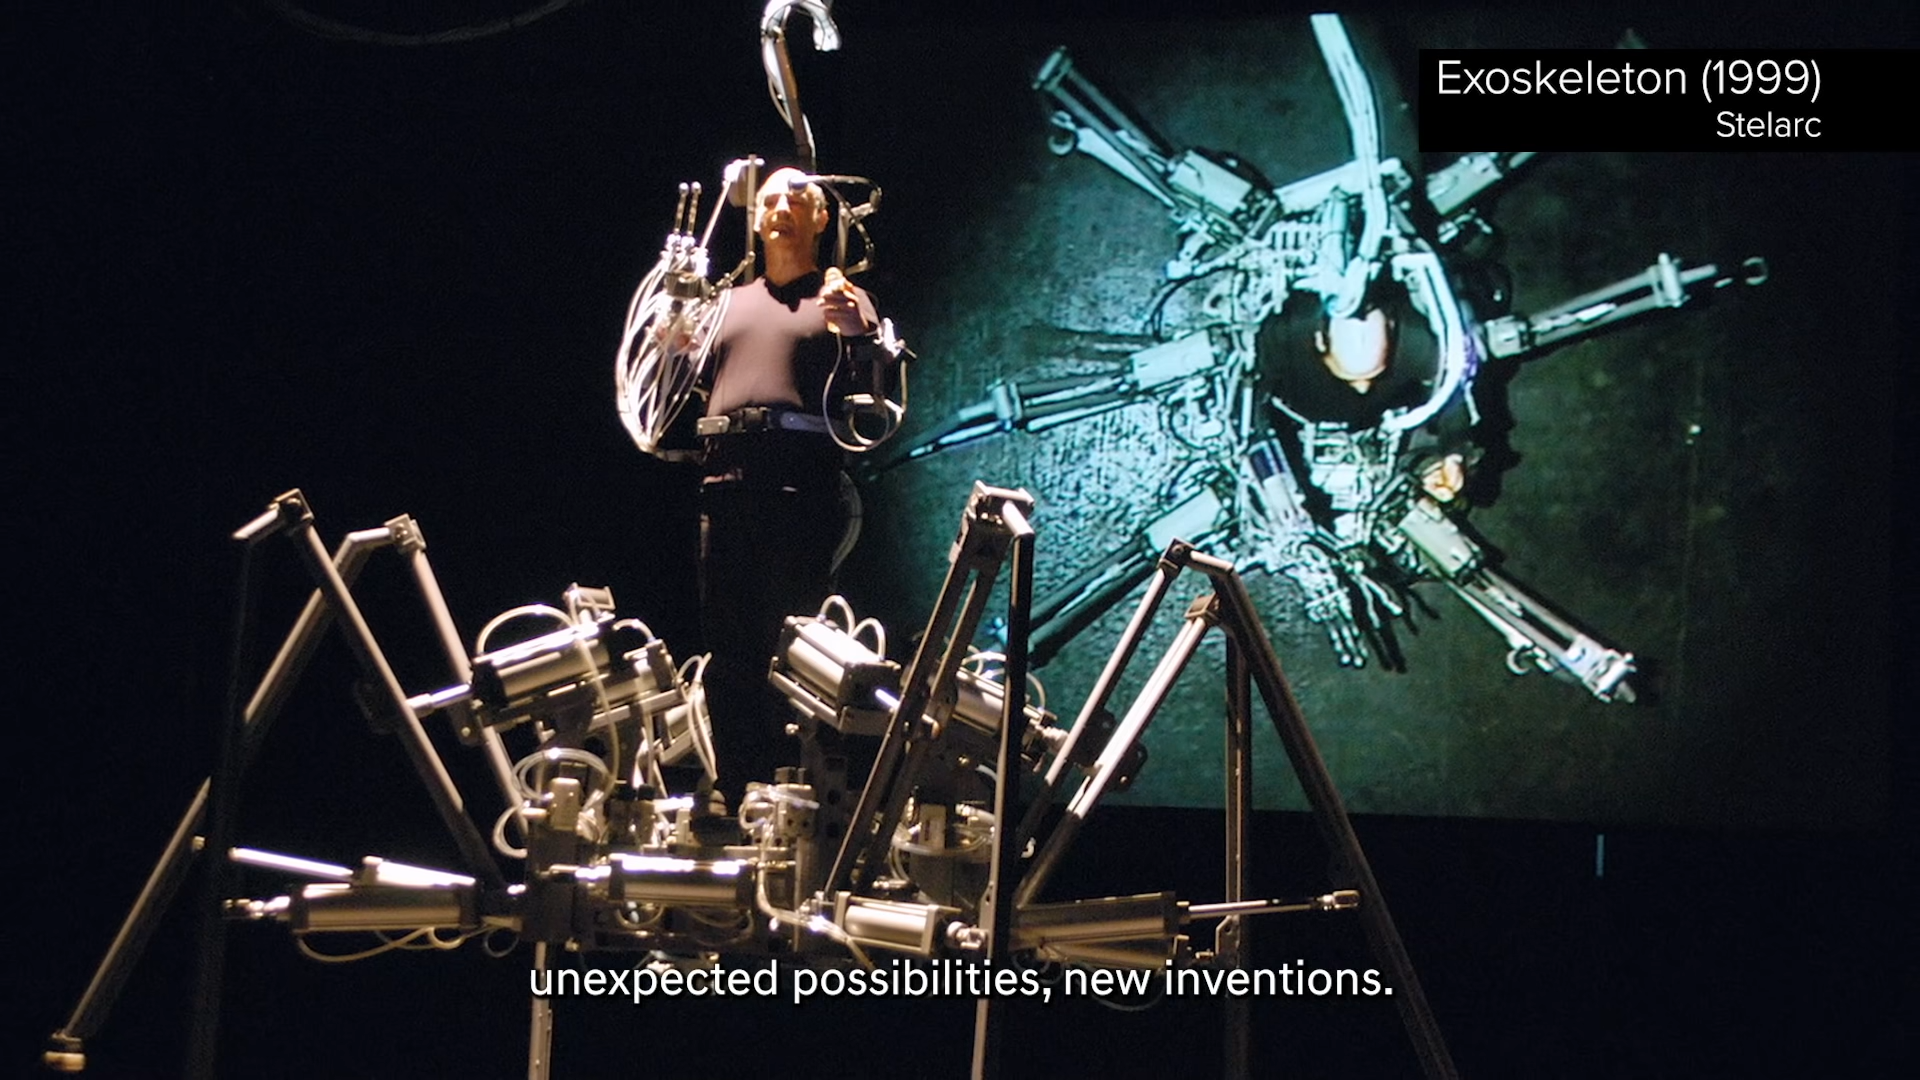 Exoskeleton (1999)
Stelarc
unexpected possibilities, new inventions.